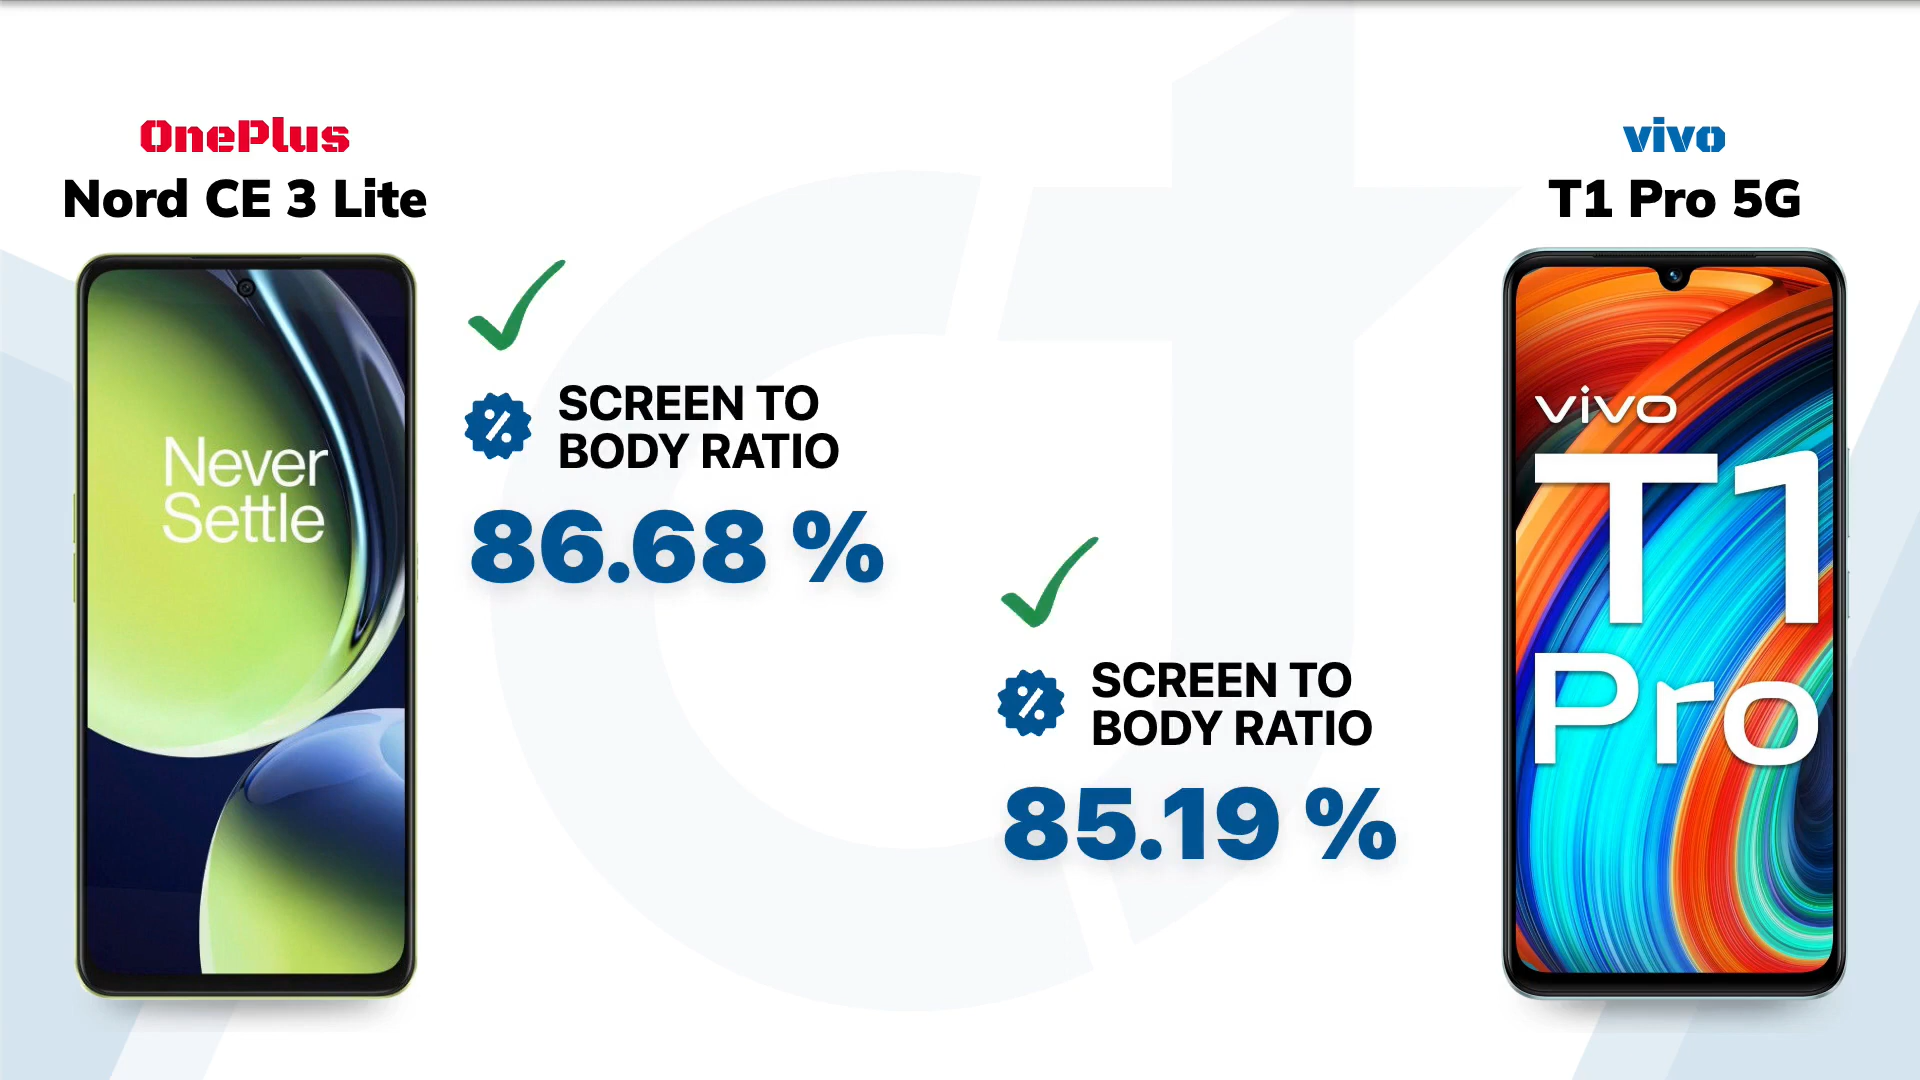 OnePlus
Nord CE 3 Lite
Never
Settle
SCREEN TO
BODY RATIO
86.68 %
SCREEN TO
BODY RATIO
85.19 %
vivo
T1 Pro 5G
vivo
T1
Pro